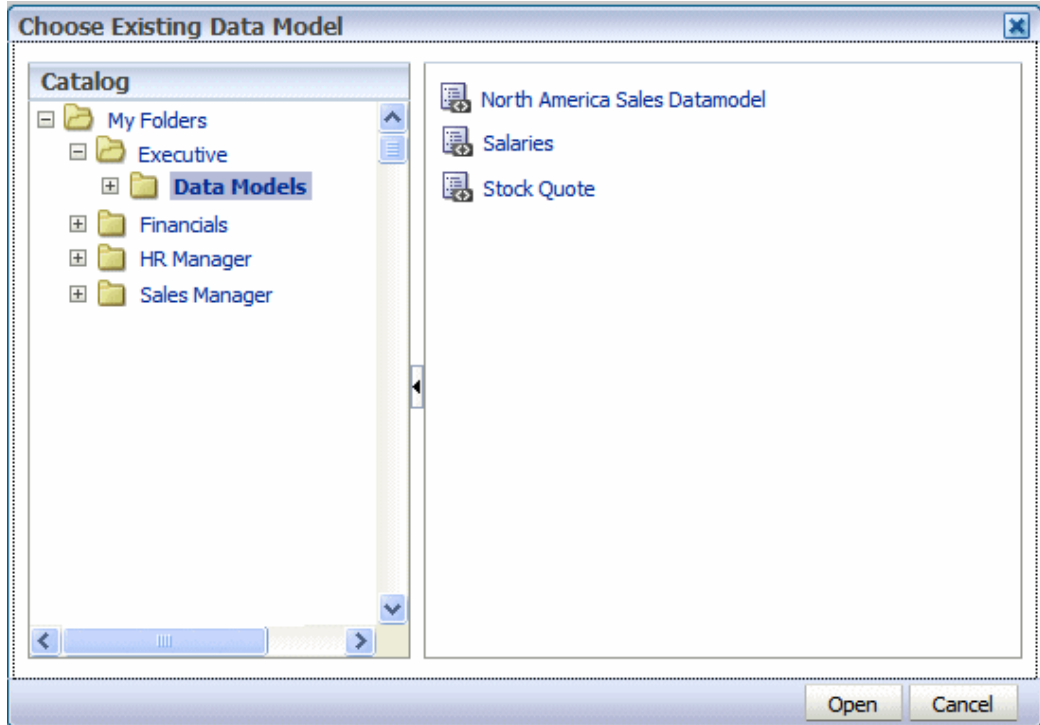 Choose Existing Data Model
Catalog
My Folders
Executive
Data Models
Financials
HR Manager
Sales Manager
North America Sales Datamodel
Salaries
Stock Quote
Open
Cancel